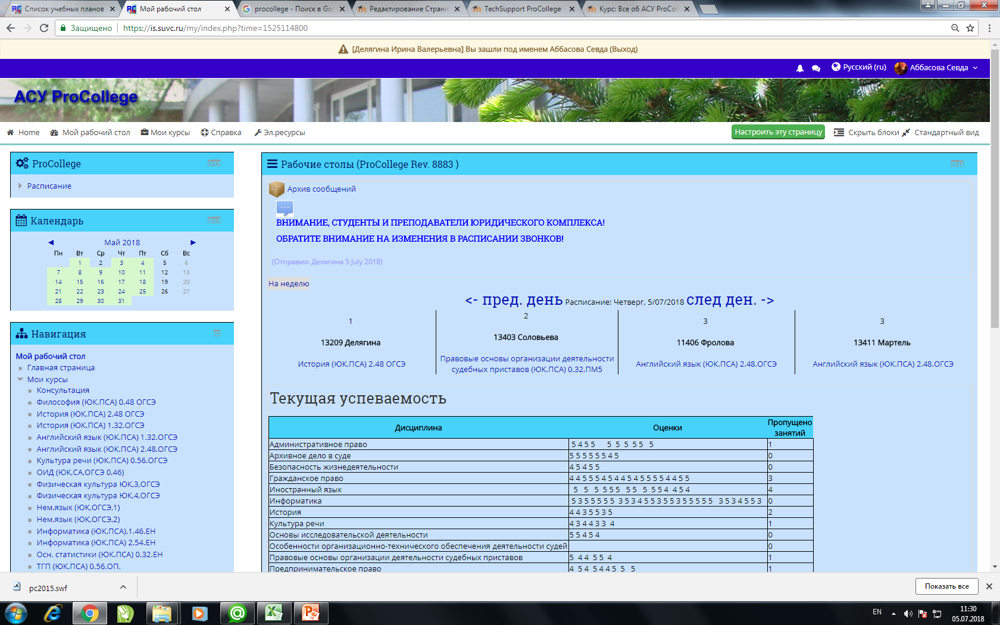 Список учебных планов
Мой рабочий стол
procollege - Поиск в Goo
Редактирование Страни
TechSupport ProCollege
Курс: Все об АСУ ProCol
Защищено
https://is.suvc.ru/my/index.php?time=1525114800
[Делягина Ирина Валерьевна] Вы зашли под именем Аббасова Севда (Выход)
Русский (ru)
Аббасова Севда
АСУ ProCollege
Home
Мой рабочий стол
Мои курсы
Справка
Эл.ресурсы
Настроить эту страницу
Скрыть блоки
Стандартный вид
ProCollege
Расписание
Календарь
Май 2018
Пн Вт Ср Чт Пт Сб Вс
1 2 3 4 5 6
7 8 9 10 11 12 13
14 15 16 17 18 19 20
21 22 23 24 25 26 27
28 29 30 31
Навигация
Мой рабочий стол
Главная страница
Мои курсы
Консультация
Философия (ЮК.ПСА) 0.48 ОГСЭ
История (ЮК.ПСА) 2.48 ОГСЭ
История (ЮК.ПСА) 1.32.ОГСЭ
Английский язык (ЮК.ПСА) 1.32.ОГСЭ
Английский язык (ЮК.ПСА) 2.48.ОГСЭ
Культура речи (ЮК.ПСА) 0.56.ОГСЭ
ОИД (ЮК,СА,ОГСЭ 0.46)
Физическая культура ЮК,3,ОГСЭ
Физическая культура ЮК,4,ОГСЭ
Нем.язык (ЮК,ОГСЭ,1)
Нем.язык (ЮК,ОГСЭ,2)
Информатика (ЮК.ПСА).1.46.ЕН
Информатика (ЮК.ПСА) 2.54.ЕН
Осн. статистики (ЮК.ПСА) 0.32.ЕН
ТГП (ЮК.ПСА) 0.56.ОП.
Рабочие столы (ProCollege Rev. 8883 )
Архив сообщений
ВНИМАНИЕ, СТУДЕНТЫ И ПРЕПОДАВАТЕЛИ ЮРИДИЧЕСКОГО КОМПЛЕКСА!
ОБРАТИТЕ ВНИМАНИЕ НА ИЗМЕНЕНИЯ В РАСПИСАНИИ ЗВОНКОВ!
(Отправил: Делягина 5 July 2018)
На неделю
<- пред. день Расписание: Четверг, 5/07/2018 след ден. ->
1
13209 Делягина
История (ЮК.ПСА) 2.48 ОГСЭ
2
13403 Соловьева
Правовые основы организации деятельности
судебных приставов (ЮК.ПСА) 0.32.ПМ5
3
11406 Фролова
Английский язык (ЮК.ПСА) 2.48.ОГСЭ
3
13411 Мартель
Английский язык (ЮК.ПСА) 2.48.ОГСЭ
Текущая успеваемость
Дисциплина Оценки Пропущено
занятий
Административное право 5 4 5 5 5 5 5 5 5 5 1
Архивное дело в суде 5 5 5 5 5 5 4 5 0
Безопасность жизнедеятельности 4 5 4 5 5 0
Гражданское право 4 4 5 5 5 4 5 4 4 5 4 5 5 5 5 4 4 5 5 3
Иностранный язык 5 5 5 5 5 5 5 5 5 5 4 4 5 4 4
Информатика 5 3 5 5 5 5 5 3 5 3 4 5 5 3 5 5 3 5 5 5 5 5 3 5 3 4 5 5 3 0
История 4 4 3 5 5 3 5 2
Культура речи 4 3 4 4 3 3 4 1
Основы исследовательской деятельности 5 5 4 5 4 0
Особенности организационно-технического обеспечения деятельности судей 0
Правовые основы организации деятельности судебных приставов 5 4 4 5 5 4 1
Предпринимательское право 4 5 4 5 4 4 5 5 5 1
pc2015.swf
Показать все
EN
11:30
05.07.2018